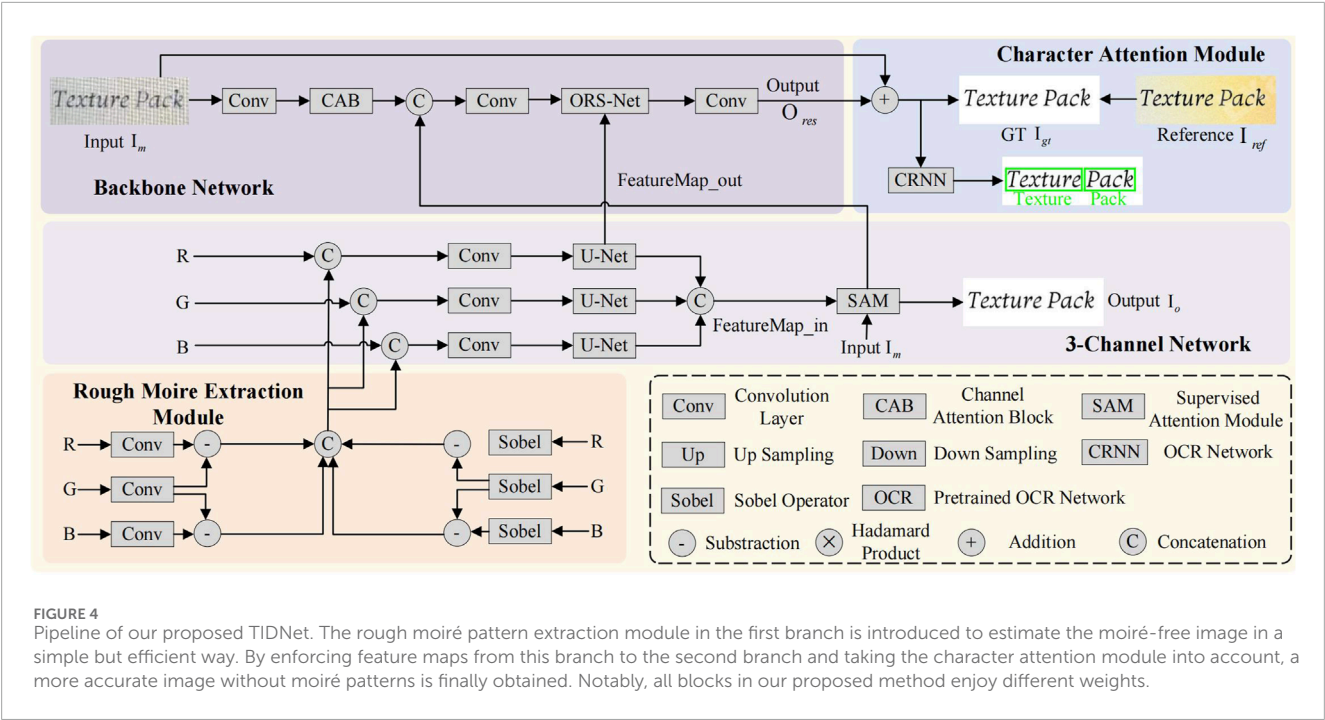 Character Attention Module
Texture Pack
Conv
CAB
C
Conv
ORS-Net
Conv
Output
O res
+
Texture Pack
Texture Pack
Input Im
GT Igt
Reference I ref
Backbone Network
FeatureMap_out
CRNN
Texture Pack
Texture Pack
R
C
Conv
U-Net
G
C
Conv
U-Net
C
SAM
Texture Pack
Output Io
FeatureMap_in
B
C
Conv
U-Net
Input Im
3-Channel Network
Rough Moire Extraction
Module
R
Conv
-
C
-
Sobel
R
G
Conv
Sobel
G
B
Conv
-
-
Sobel
B
Conv
Convolution
Layer
CAB
Channel
Attention Block
SAM
Supervised
Attention Module
Up
Up Sampling
Down
Down Sampling
CRNN
OCR Network
Sobel
Sobel Operator
OCR
Pretrained OCR Network
-
Substraction
×
Hadamard
Product
+
Addition
C
Concatenation
FIGURE 4
Pipeline of our proposed TIDNet. The rough moiré pattern extraction module in the first branch is introduced to estimate the moiré-free image in a
simple but efficient way. By enforcing feature maps from this branch to the second branch and taking the character attention module into account, a
more accurate image without moiré patterns is finally obtained. Notably, all blocks in our proposed method enjoy different weights.